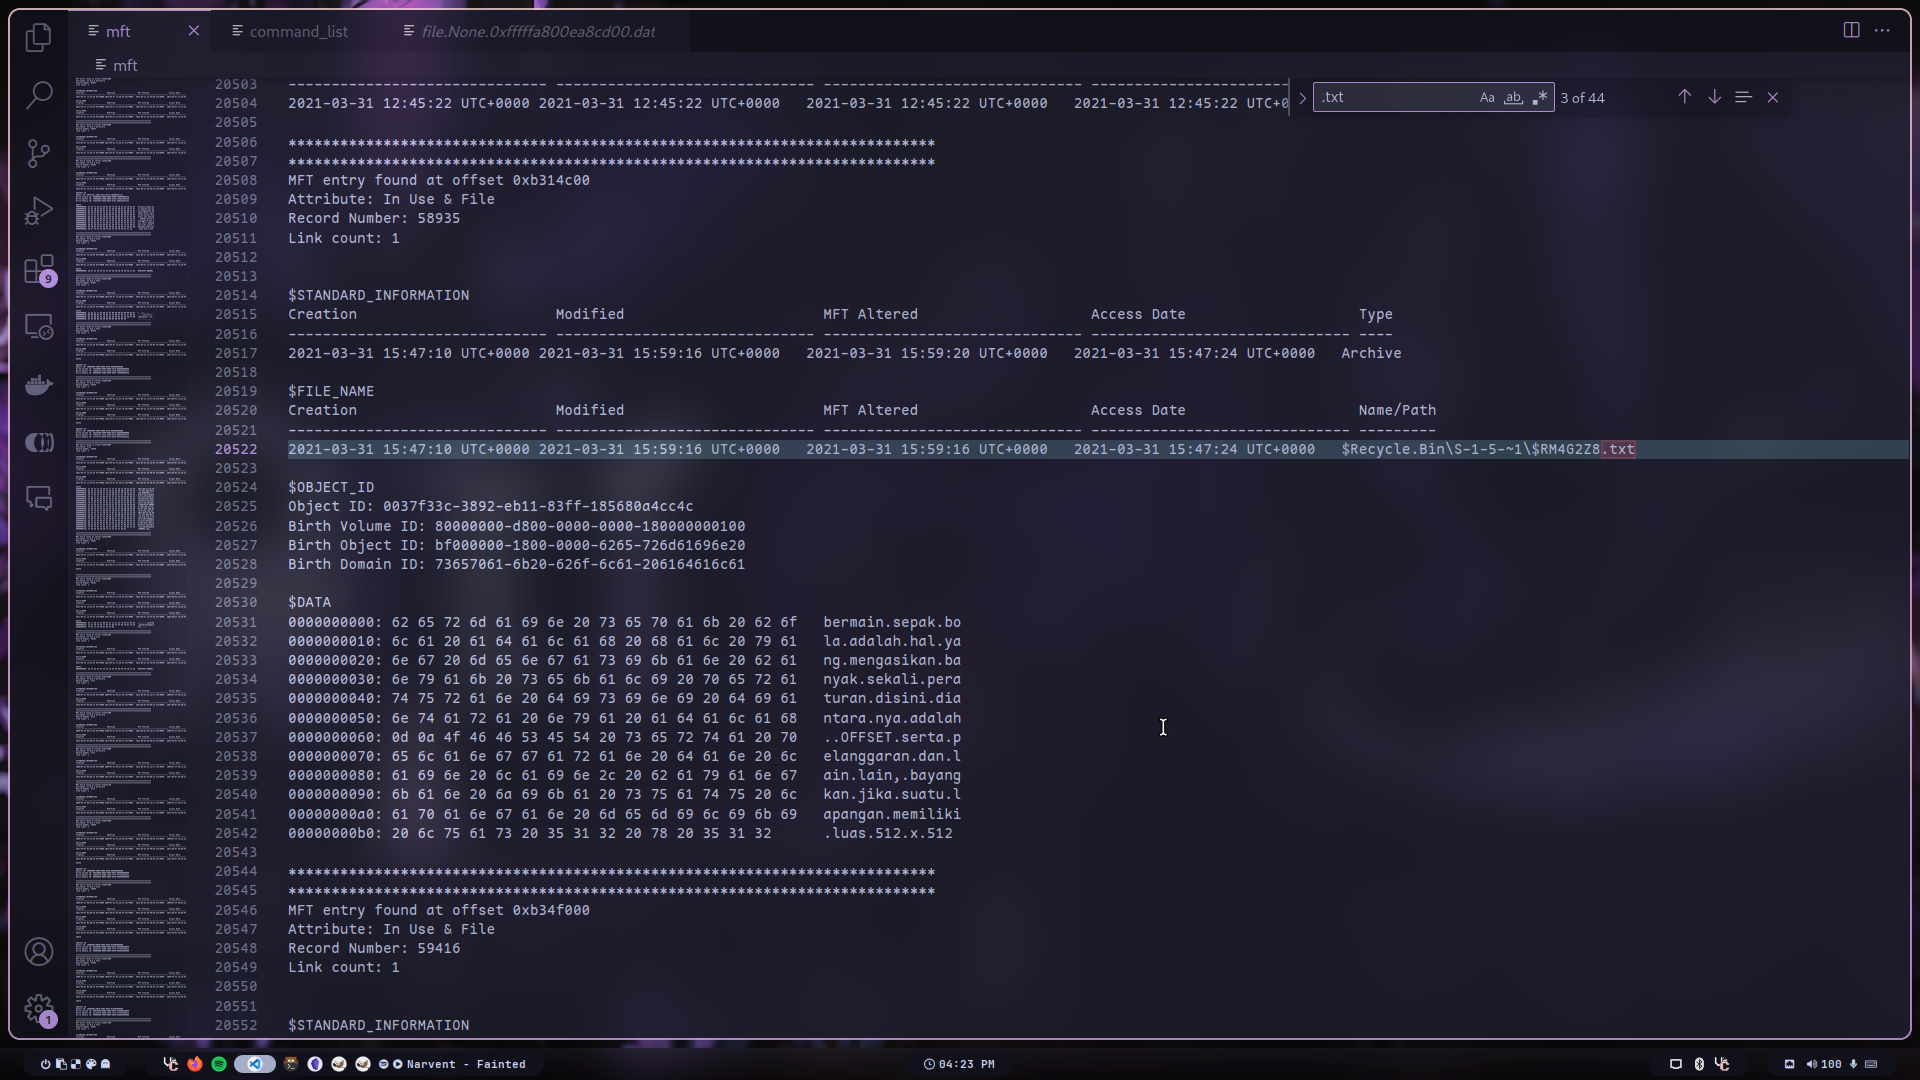 mft
command_list
file.None.0xfffffa800ea8cd00.dat
mft
.txt
Aa
ab
3 of 44
20503 ------------------------------ ------------------------------ ------------------------------ ------------------------------
20504 2021-03-31 12:45:22 UTC+0000 2021-03-31 12:45:22 UTC+0000   2021-03-31 12:45:22 UTC+0000   2021-03-31 12:45:22 UTC+0
20505
20506 ***************************************************************************
20507 ***************************************************************************
20508 MFT entry found at offset 0xb314c00
20509 Attribute: In Use & File
20510 Record Number: 58935
20511 Link count: 1
20512
20513
20514 $STANDARD_INFORMATION
20515 Creation                       Modified                       MFT Altered                    Access Date                    Type
20516 ------------------------------ ------------------------------ ------------------------------ ------------------------------ ----
20517 2021-03-31 15:47:10 UTC+0000 2021-03-31 15:59:16 UTC+0000   2021-03-31 15:59:20 UTC+0000   2021-03-31 15:47:24 UTC+0000   Archive
20518
20519 $FILE_NAME
20520 Creation                       Modified                       MFT Altered                    Access Date                    Name/Path
20521 ------------------------------ ------------------------------ ------------------------------ ------------------------------ ---------
20522 2021-03-31 15:47:10 UTC+0000 2021-03-31 15:59:16 UTC+0000   2021-03-31 15:59:16 UTC+0000   2021-03-31 15:47:24 UTC+0000   $Recycle.Bin\S-1-5-~1\$RM4G2Z8.txt
20523
20524 $OBJECT_ID
20525 Object ID: 0037f33c-3892-eb11-83ff-185680a4cc4c
20526 Birth Volume ID: 80000000-d800-0000-0000-180000000100
20527 Birth Object ID: bf000000-1800-0000-6265-726d61696e20
20528 Birth Domain ID: 73657061-6b20-626f-6c61-206164616c61
20529
20530 $DATA
20531 0000000000: 62 65 72 6d 61 69 6e 20 73 65 70 61 6b 20 62 6f   bermain.sepak.bo
20532 0000000010: 6c 61 20 61 64 61 6c 61 68 20 68 61 6c 20 79 61   la.adalah.hal.ya
20533 0000000020: 6e 67 20 6d 65 6e 67 61 73 69 6b 61 6e 20 62 61   ng.mengasikan.ba
20534 0000000030: 6e 79 61 6b 20 73 65 6b 61 6c 69 20 70 65 72 61   nyak.sekali.pera
20535 0000000040: 74 75 72 61 6e 20 64 69 73 69 6e 69 20 64 69 61   turan.disini.dia
20536 0000000050: 6e 74 61 72 61 20 6e 79 61 20 61 64 61 6c 61 68   ntara.nya.adalah
20537 0000000060: 0d 0a 4f 46 46 53 45 54 20 73 65 72 74 61 20 70   ..OFFSET.serta.p
20538 0000000070: 65 6c 61 6e 67 67 61 72 61 6e 20 64 61 6e 20 6c   elanggaran.dan.l
20539 0000000080: 61 69 6e 20 6c 61 69 6e 2c 20 62 61 79 61 6e 67   ain.lain,.bayang
20540 0000000090: 6b 61 6e 20 6a 69 6b 61 20 73 75 61 74 75 20 6c   kan.jika.suatu.l
20541 00000000a0: 61 70 61 6e 67 61 6e 20 6d 65 6d 69 6c 69 6b 69   apangan.memiliki
20542 00000000b0: 20 6c 75 61 73 20 35 31 32 20 78 20 35 31 32   .luas.512.x.512
20543
20544 ***************************************************************************
20545 ***************************************************************************
20546 MFT entry found at offset 0xb34f000
20547 Attribute: In Use & File
20548 Record Number: 59416
20549 Link count: 1
20550
20551
20552 $STANDARD_INFORMATION
9
1
Narvent - Fainted
04:23 PM
100